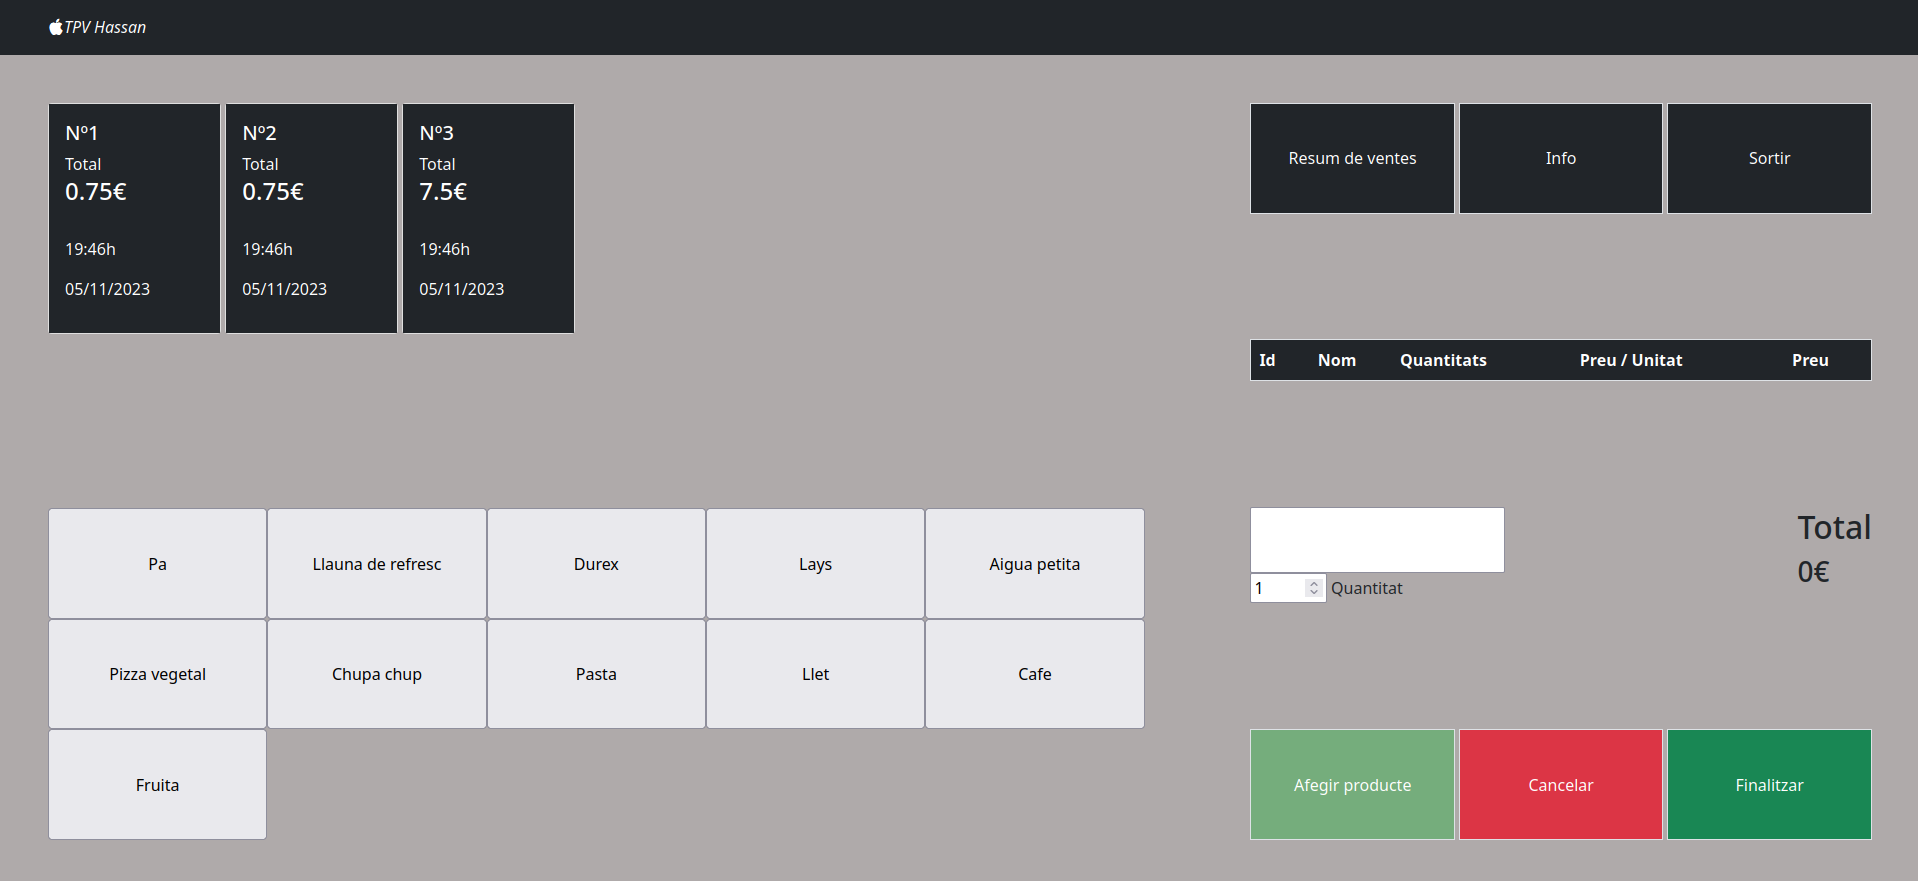 TPV Hassan
Nº1
Total
0.75€
19:46h
05/11/2023
Nº2
Total
0.75€
19:46h
05/11/2023
Nº3
Total
7.5€
19:46h
05/11/2023
Resum de ventes
Info
Sortir
Id Nom Quantitats Preu / Unitat Preu
Pa
Llauna de refresc
Durex
Lays
Aigua petita
Pizza vegetal
Chupa chup
Pasta
Llet
Cafe
Fruita
1 Quantitat
Total
0€
Afegir producte
Cancelar
Finalitzar